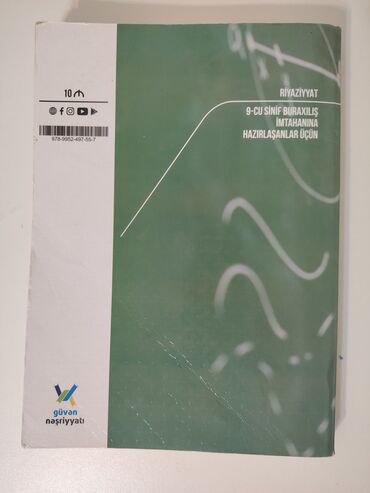 10 ₼
978-9952-497-55-7
RİYAZİYYAT
9-CU SİNİF BURAXILIŞ
İMTAHANINA
HAZIRLAŞANLAR ÜÇÜN
güvən
nəşriyyatı